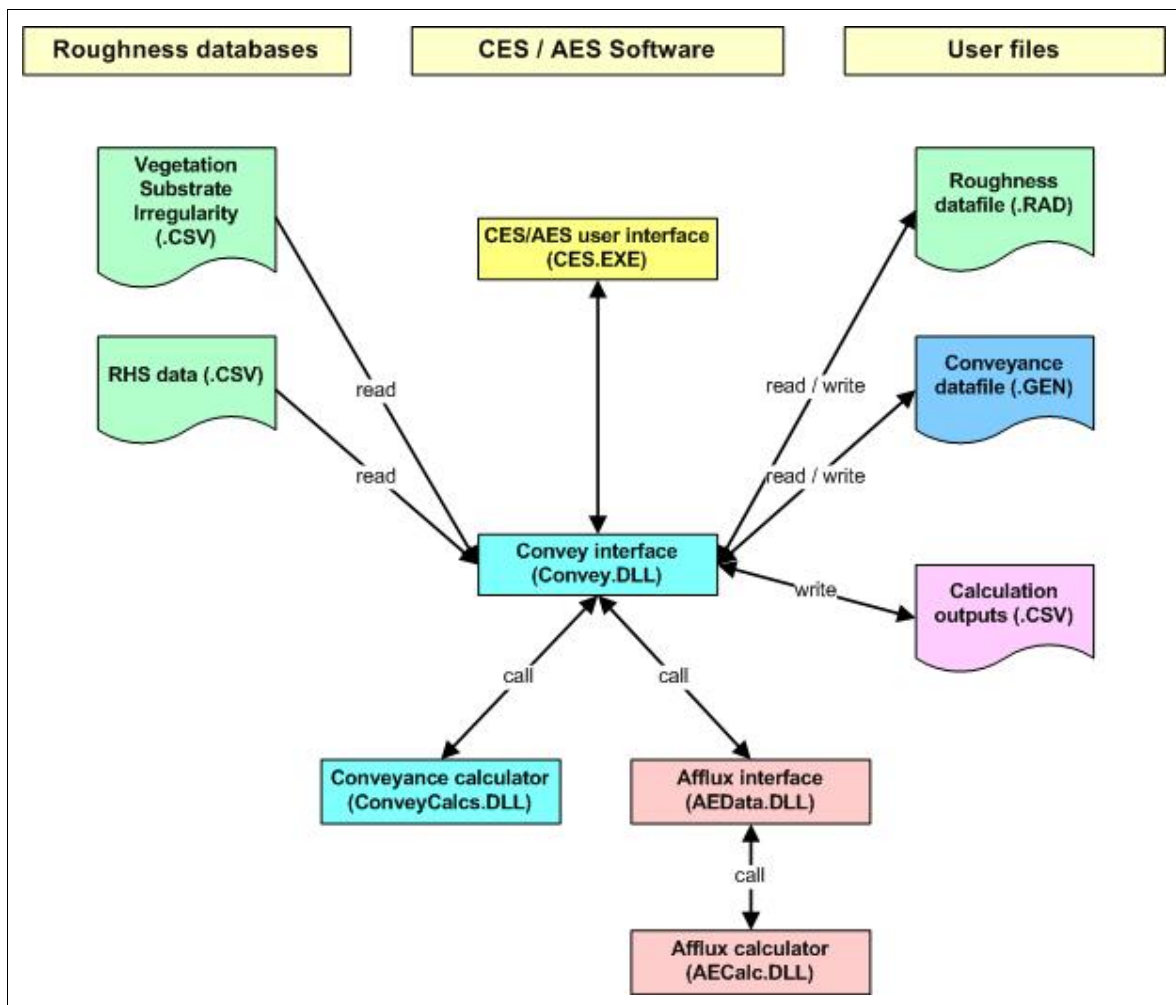 Roughness databases
CES / AES Software
User files
Vegetation
Substrate
Irregularity
(.CSV)
RHS data (.CSV)
read
read
CES/AES user interface
(CES.EXE)
Roughness
datafile (.RAD)
Conveyance
datafile (.GEN)
read / write
read / write
Convey interface
(Convey.DLL)
write
Calculation
outputs (.CSV)
call
call
Conveyance calculator
(ConveyCalcs.DLL)
Afflux interface
(AEData.DLL)
call
Afflux calculator
(AECalc.DLL)